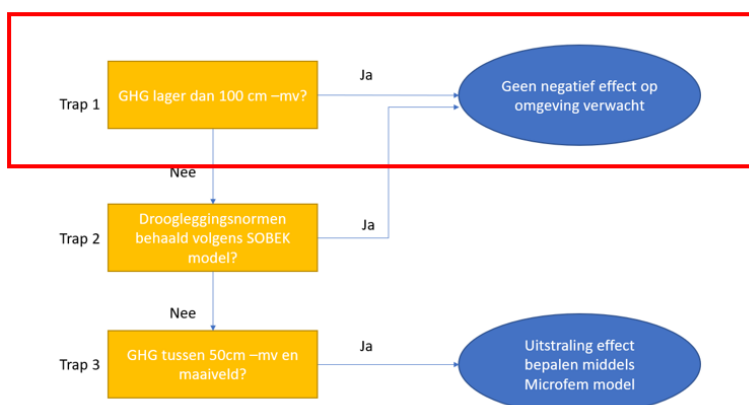 Ja
Trap 1
GHG lager dan 100 cm –mv?
Geen negatief effect op
omgeving verwacht
Nee
Trap 2
Droogleggingsnormen
behaald volgens SOBEK
model?
Ja
Nee
Trap 3
GHG tussen 50cm –mv en
maaiveld?
Ja
Uitstraling effect
bepalen middels
Microfem model